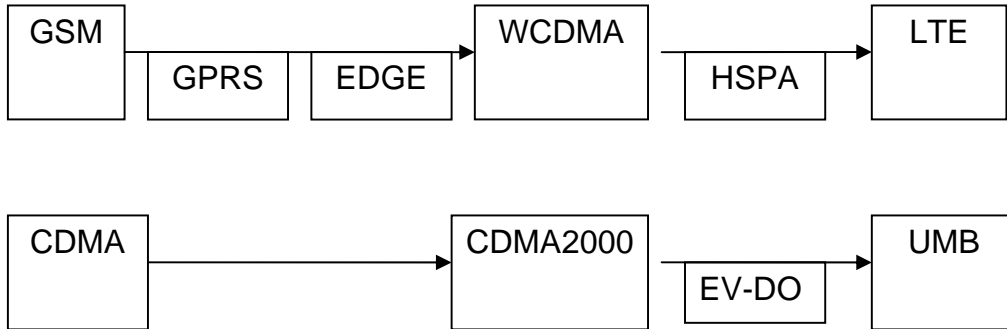 GSM WCDMA LTE
GPRS EDGE HSPA
CDMA CDMA2000 UMB
EV-DO